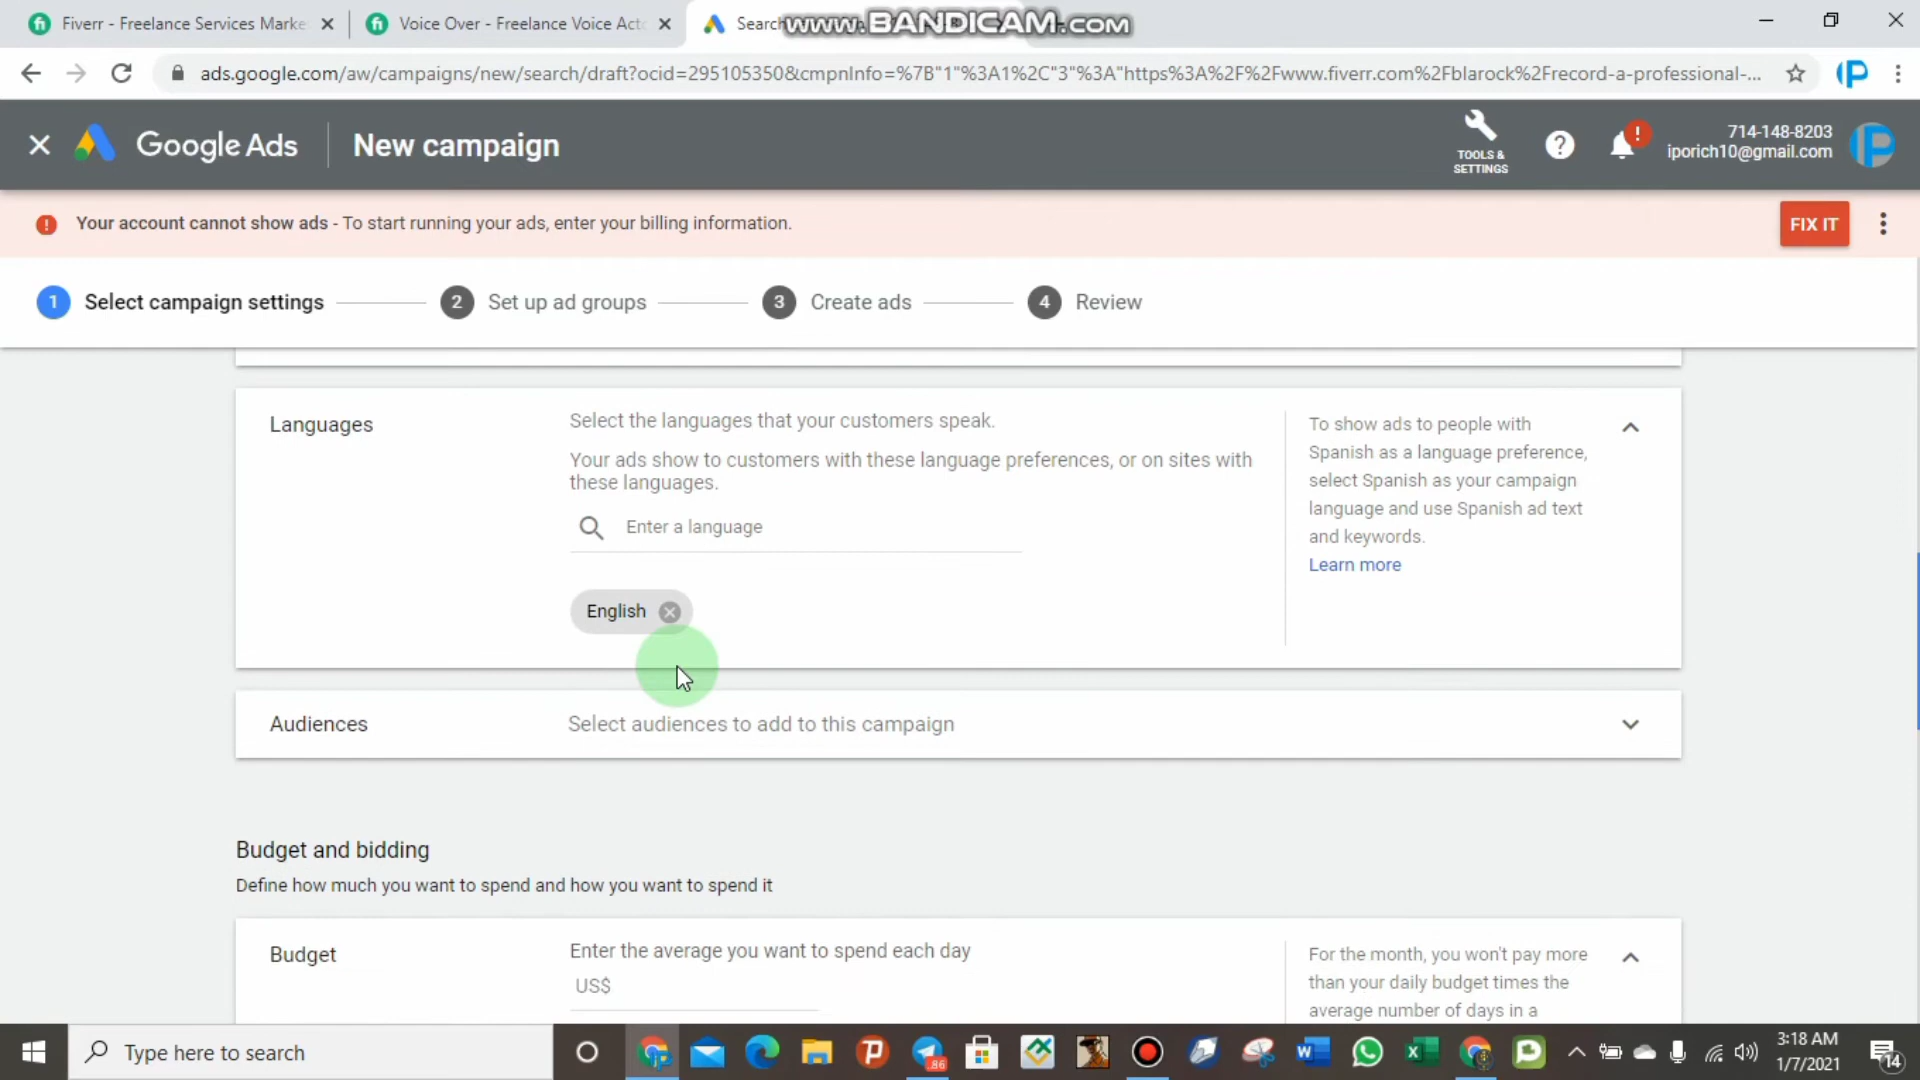 Fiverr - Freelance Services Marke
Voice Over - Freelance Voice Acto
Search
www.BANDICAM.com
ads.google.com/aw/campaigns/new/search/draft?ocid=295105350&cmpnInfo=%7B"1"%3A1%2C"3"%3A"https%3A%2F%2Fwww.fiverr.com%2Fblarock%2Frecord-a-professional-...
Google Ads
New campaign
TOOLS &
SETTINGS
714-148-8203
iporich10@gmail.com
Your account cannot show ads - To start running your ads, enter your billing information.
FIX IT
1 Select campaign settings
2 Set up ad groups
3 Create ads
4 Review
Languages
Select the languages that your customers speak.
Your ads show to customers with these language preferences, or on sites with
these languages.
Enter a language
English
To show ads to people with
Spanish as a language preference,
select Spanish as your campaign
language and use Spanish ad text
and keywords.
Learn more
Audiences
Select audiences to add to this campaign
Budget and bidding
Define how much you want to spend and how you want to spend it
Budget
Enter the average you want to spend each day
US$
For the month, you won't pay more
than your daily budget times the
average number of days in a
Type here to search
86
3:18 AM
1/7/2021
14